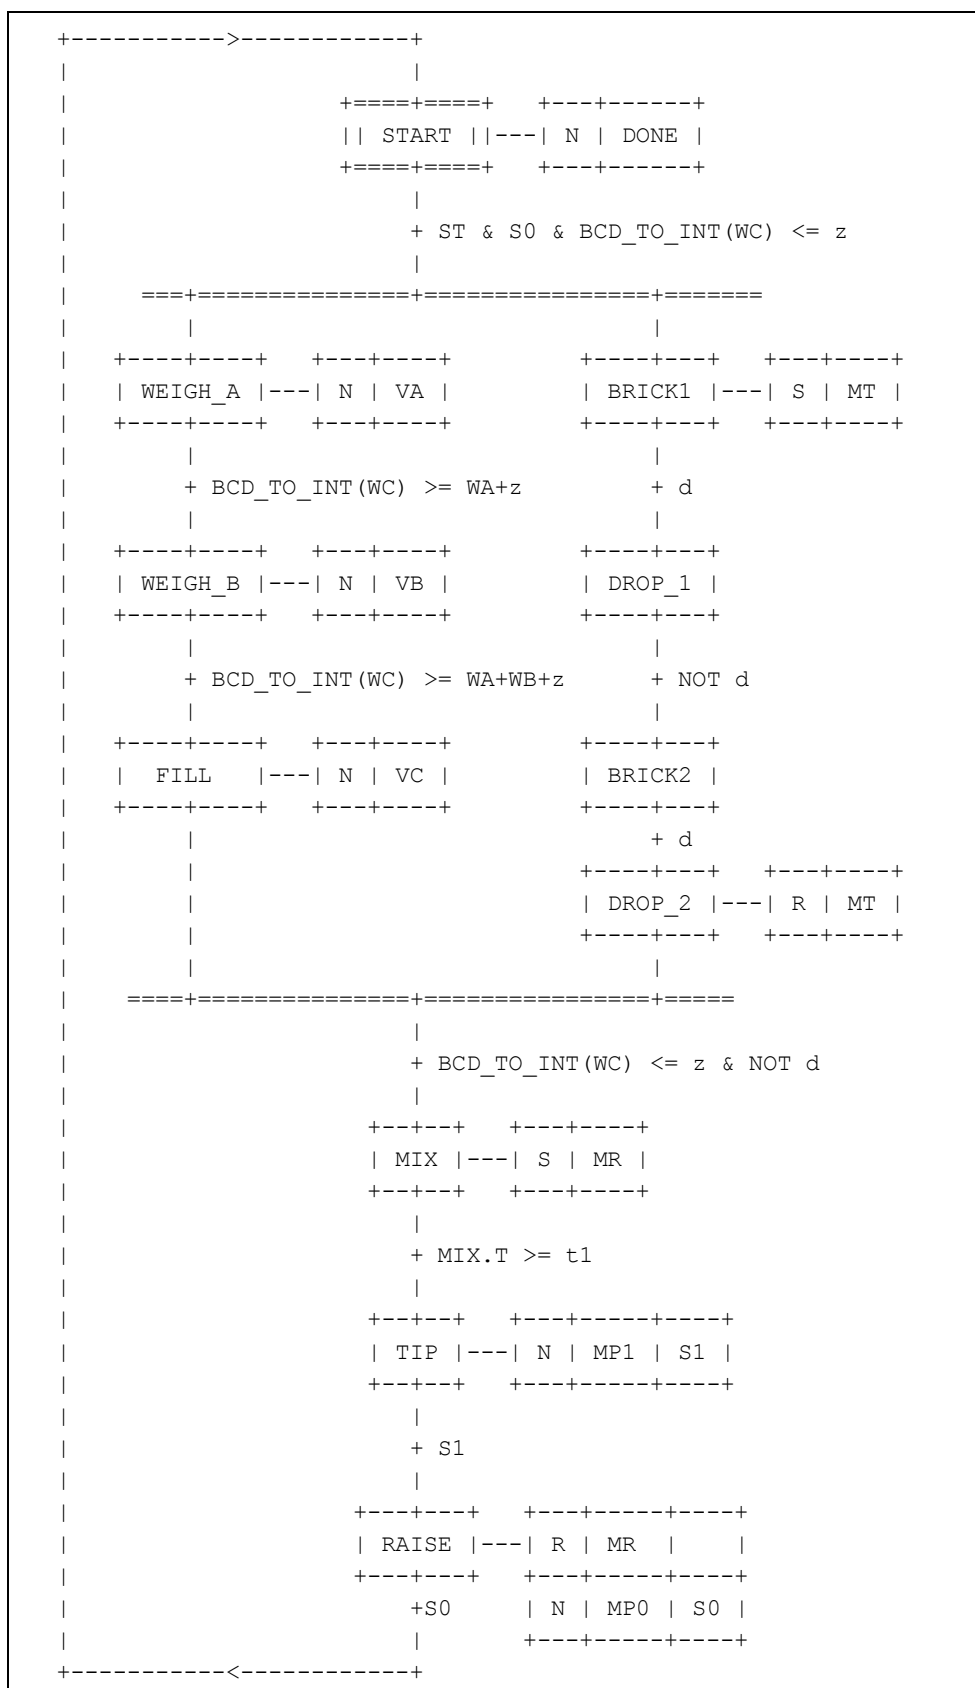 +----------->------------+
|                        |
|                   +====+====+   +---+------+
|                   || START ||---| N | DONE |
|                   +====+====+   +---+------+
|                        |
|                        + ST & S0 & BCD_TO_INT(WC) <= z
|                        |
|     ===+===============+================+=======
|        |                                |
|   +----+----+   +---+----+         +----+---+   +---+----+
|   | WEIGH_A |---| N | VA |         | BRICK1 |---| S | MT |
|   +----+----+   +---+----+         +----+---+   +---+----+
|        |                                |
|        + BCD_TO_INT(WC) >= WA+z         + d
|        |                                |
|   +----+----+   +---+----+         +----+---+
|   | WEIGH_B |---| N | VB |         | DROP_1 |
|   +----+----+   +---+----+         +----+---+
|        |                                |
|        + BCD_TO_INT(WC) >= WA+WB+z      + NOT d
|        |                                |
|   +----+----+   +---+----+         +----+---+
|   |  FILL   |---| N | VC |         | BRICK2 |
|   +----+----+   +---+----+         +----+---+
|        |                                + d
|        |                           +----+---+   +---+----+
|        |                           | DROP_2 |---| R | MT |
|        |                           +----+---+   +---+----+
|        |                                |
|    ====+===============+================+=====
|                        |
|                        + BCD_TO_INT(WC) <= z & NOT d
|                        |
|                     +--+--+   +---+----+
|                     | MIX |---| S | MR |
|                     +--+--+   +---+----+
|                        |
|                        + MIX.T >= t1
|                        |
|                     +--+--+   +---+-----+----+
|                     | TIP |---| N | MP1 | S1 |
|                     +--+--+   +---+-----+----+
|                        |
|                        + S1
|                        |
|                    +---+---+   +---+-----+----+
|                    | RAISE |---| R | MR  |    |
|                    +---+---+   +---+-----+----+
|                        +S0     | N | MP0 | S0 |
|                        |       +---+-----+----+
+-----------<------------+